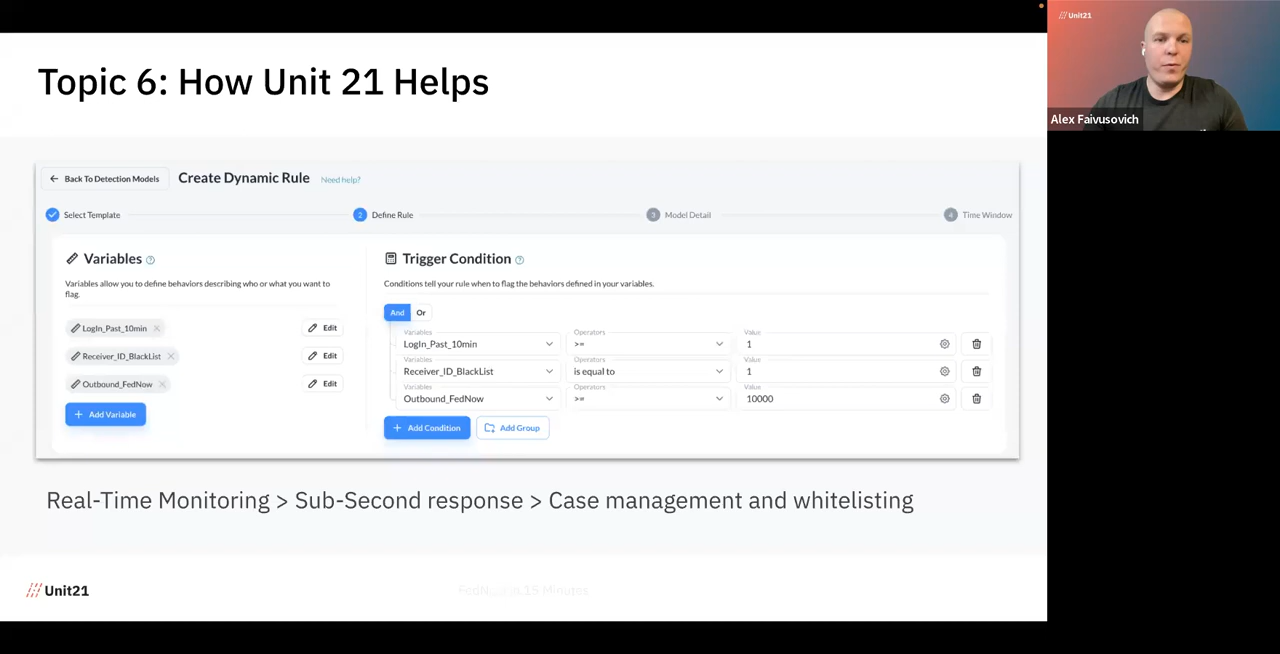 Topic 6: How Unit 21 Helps
Back To Detection Models
Create Dynamic Rule
Need help?
Select Template
2
Define Rule
3
Model Detail
4
Time Window
Variables
Variables allow you to define behaviors describing who or what you want to
flag.
LogIn_Past_10min
Edit
Receiver_ID_BlackList
Edit
Outbound_FedNow
Edit
+ Add Variable
Trigger Condition
Conditions tell your rule when to flag the behaviors defined in your variables.
And
Or
Variables
Operators
Value
LogIn_Past_10min
>=
1
Variables
Operators
Value
Receiver_ID_BlackList
is equal to
1
Variables
Operators
Value
Outbound_FedNow
>=
10000
+ Add Condition
Add Group
Real-Time Monitoring > Sub-Second response > Case management and whitelisting
Unit21
FedNow in 15 Minutes
Unit21
Alex Faivusovich